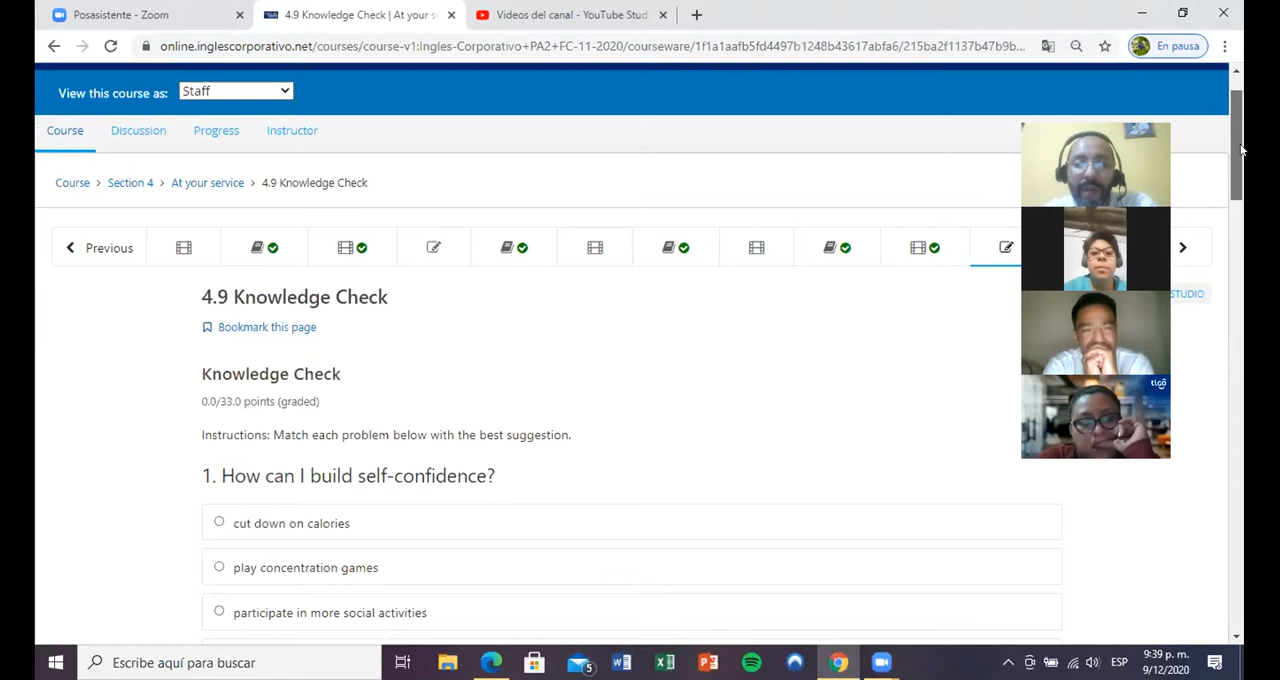 Posasistente - Zoom
4.9 Knowledge Check | At your s
Videos del canal - YouTube Stud
online.inglescorporativo.net/courses/course-v1:Ingles-Corporativo+PA2+FC-11-2020/courseware/1f1a1aafb5fd4497b1248b43617abfa6/215ba2f1137b47b9b...
En pausa
View this course as:
Staff
Course
Discussion
Progress
Instructor
Course > Section 4 > At your service > 4.9 Knowledge Check
Previous
4.9 Knowledge Check
STUDIO
Bookmark this page
tigo
Knowledge Check
0.0/33.0 points (graded)
Instructions: Match each problem below with the best suggestion.
1. How can I build self-confidence?
cut down on calories
play concentration games
participate in more social activities
Escribe aquí para buscar
5
ESP
9:39 p. m.
9/12/2020